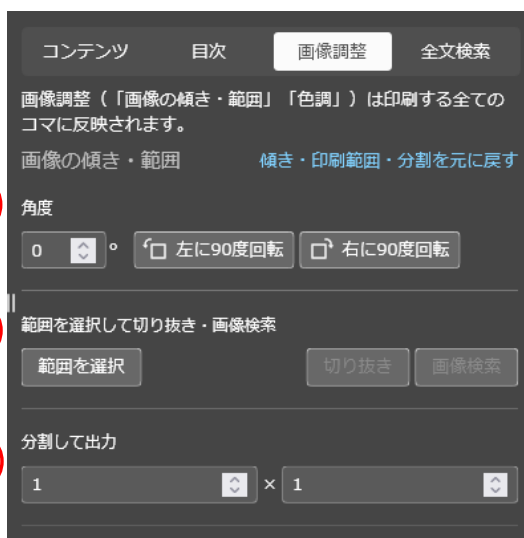 コンテンツ 目次 画像調整 全文検索
画像調整（「画像の傾き・範囲」「色調」）は印刷する全ての
コマに反映されます。
画像の傾き・範囲 傾き・印刷範囲・分割を元に戻す
角度
0 ° 左に90度回転 右に90度回転
範囲を選択して切り抜き・画像検索
範囲を選択 切り抜き 画像検索
分割して出力
1 × 1